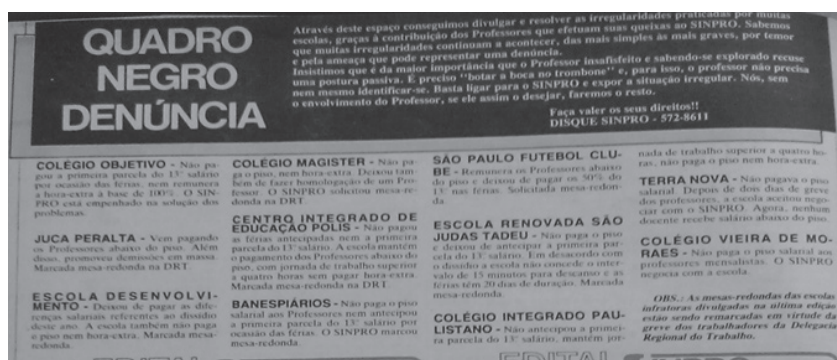 QUADRO
NEGRO
DENÚNCIA
Através deste espaço conseguimos divulgar e resolver as irregularidades praticadas por muitas
escolas, graças à contribuição dos Professores que efetuam suas queixas ao SINPRO. Sabemos
que muitas irregularidades continuam a acontecer, das mais simples às mais graves, por temor
e pela ameaça que pode representar uma denúncia.
Insistimos que é da maior importância que o Professor insatisfeito e sabendo-se explorado recuse
uma postura passiva. É preciso "botar a boca no trombone" e, para isso, o professor não precisa
nem mesmo identificar-se. Basta ligar para o SINPRO e expor a situação irregular. Nós, sem
o envolvimento do Professor, se ele assim o desejar, faremos o resto.
Faça valer os seus direitos!!
DISQUE SINPRO - 572-8611
COLÉGIO OBJETIVO - Não pa-
gou a primeira parcela do 13º salário
por ocasião das férias, nem remunera
a hora-extra à base de 100%. O SIN-
PRO está empenhado na solução dos
problemas.
JUCA PERALTA - Vem pagando
os Professores abaixo do piso. Além
disso, promoveu demissões em massa.
Marcada mesa-redonda na DRT.
ESCOLA DESENVOLVI-
MENTO - Deixou de pagar as dife-
renças salariais referentes ao dissídio
deste ano. A escola também não paga
o piso nem hora-extra. Marcada mesa-
redonda.
COLÉGIO MAGISTER - Não pa-
ga o piso, nem hora-extra. Deixou tam-
bém de fazer homologação de um Pro-
fessor. O SINPRO solicitou mesa-re-
donda na DRT.
CENTRO INTEGRADO DE
EDUCAÇÃO POLIS - Não pagou
as férias antecipadas nem a primeira
parcela do 13º salário. A escola mantém
o pagamento dos Professores abaixo do
piso, com jornada de trabalho superior
a quatro horas sem pagar hora-extra.
Marcada mesa-redonda na DRT.
BANESPIÁRIOS - Não paga o piso
salarial aos Professores nem antecipou
a primeira parcela do 13º salário por
ocasião das férias. O SINPRO marcou
mesa-redonda.
SÃO PAULO FUTEBOL CLU-
BE - Remunera os Professores abaixo
do piso e deixou de pagar os 50% do
13º nas férias. Solicitada mesa-redon-
da.
ESCOLA RENOVADA SÃO
JUDAS TADEU - Não paga o piso
e deixou de antecipar a primeira par-
cela do 13º salário. Em desacordo com
o dissídio a escola não concede o inter-
valo de 15 minutos para descanso e as
férias têm 20 dias de duração. Marcada
mesa-redonda.
COLÉGIO INTEGRADO PAU-
LISTANO - Não antecipou a primei-
ra parcela do 13º salário, mantém jor-
nada de trabalho superior a quatro ho-
ras, não paga o piso nem hora-extra.
TERRA NOVA - Não pagava o piso
salarial. Depois de dois dias de greve
dos professores, a escola aceitou nego-
ciar com o SINPRO. Agora, nenhum
docente recebe salário abaixo do piso.
COLÉGIO VIEIRA DE MO-
RAES - Não paga o piso salarial aos
professores mensalistas. O SINPRO
negocia com a escola.
OBS.: As mesas-redondas das escolas
infratoras divulgadas na última edição
estão sendo remarcadas em virtude da
greve dos trabalhadores da Delegacia
Regional do Trabalho.
EDITAL